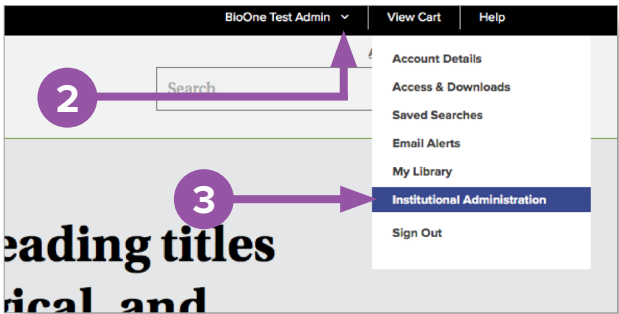 BioOne Test Admin View Cart Help
Account Details
2
Search
Access & Downloads
Saved Searches
Email Alerts
My Library
3
Institutional Administration
Sign Out
eading titles
gical, and